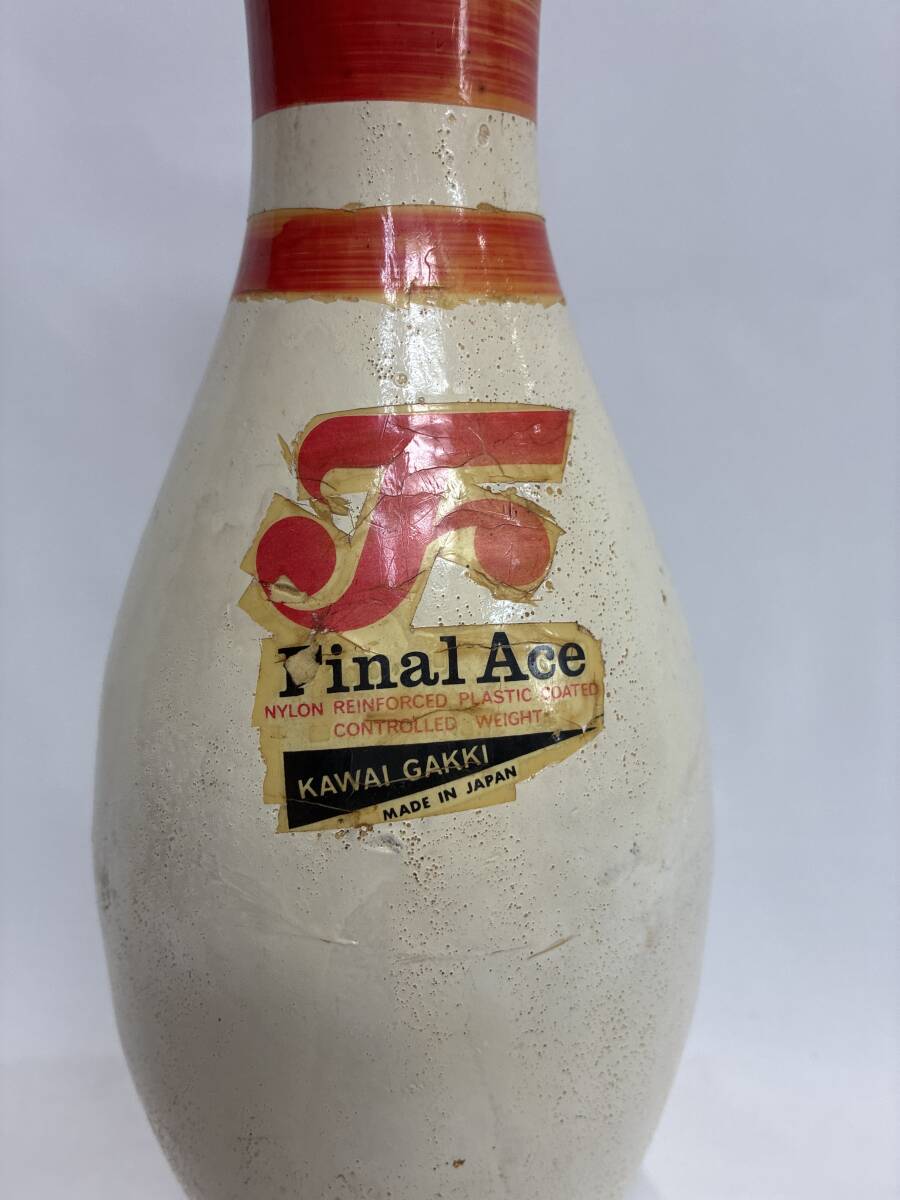 Final Ace
NYLON REINFORCED PLASTIC COATED
CONTROLLED WEIGHT
KAWAI GAKKI
MADE IN JAPAN